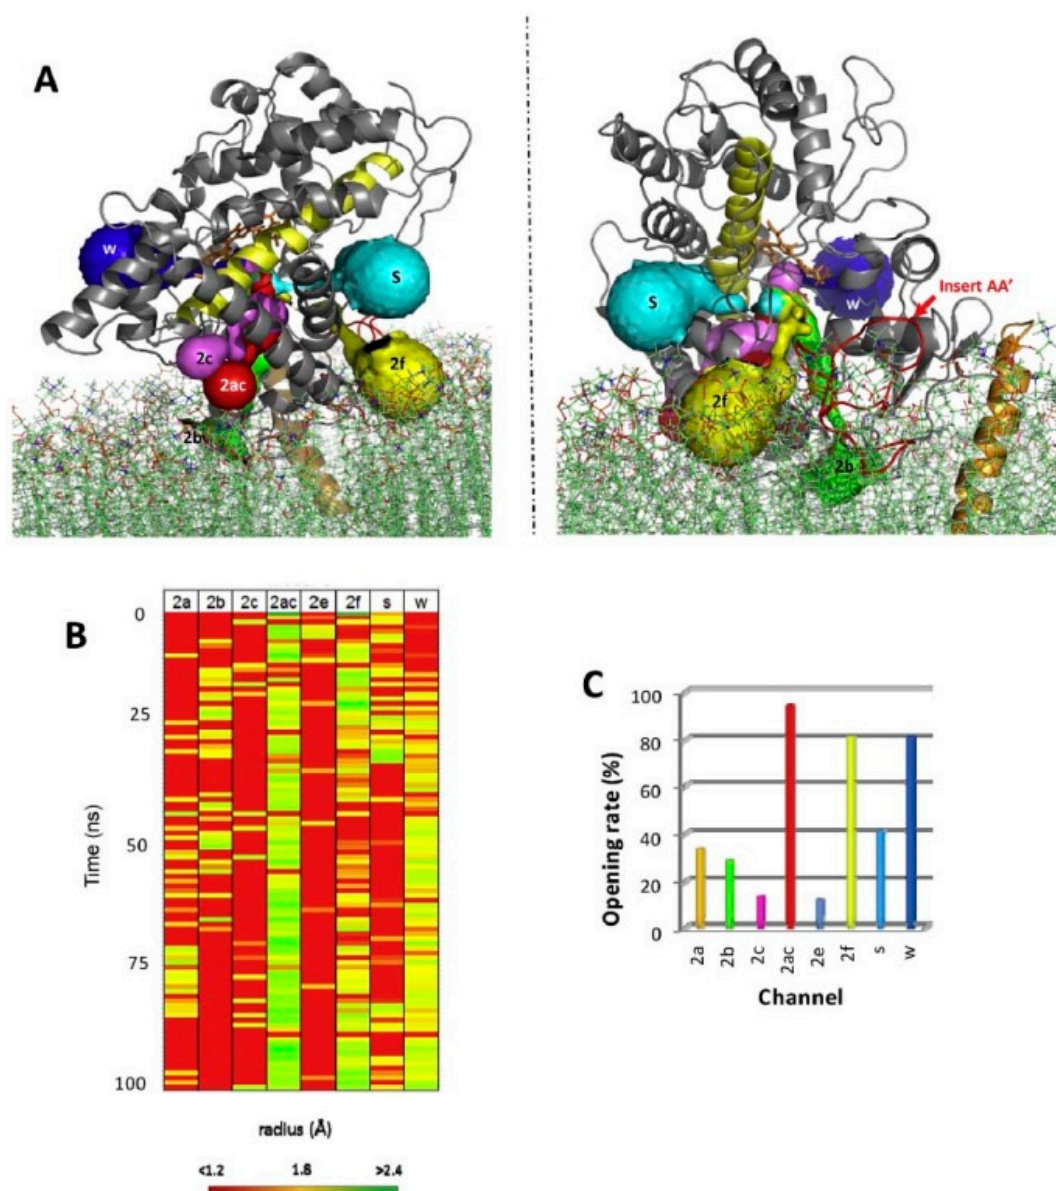 A
w
S
2c
2ac
2f
2b
S
w
Insert AA'
2f
2b
B
2a 2b 2c 2ac 2e 2f s w
0
25
50
75
100
Time (ns)
radius (Å)
<1.2 1.8 >2.4
C
100
80
60
40
20
0
Opening rate (%)
2a 2b 2c 2ac 2e 2f s w
Channel